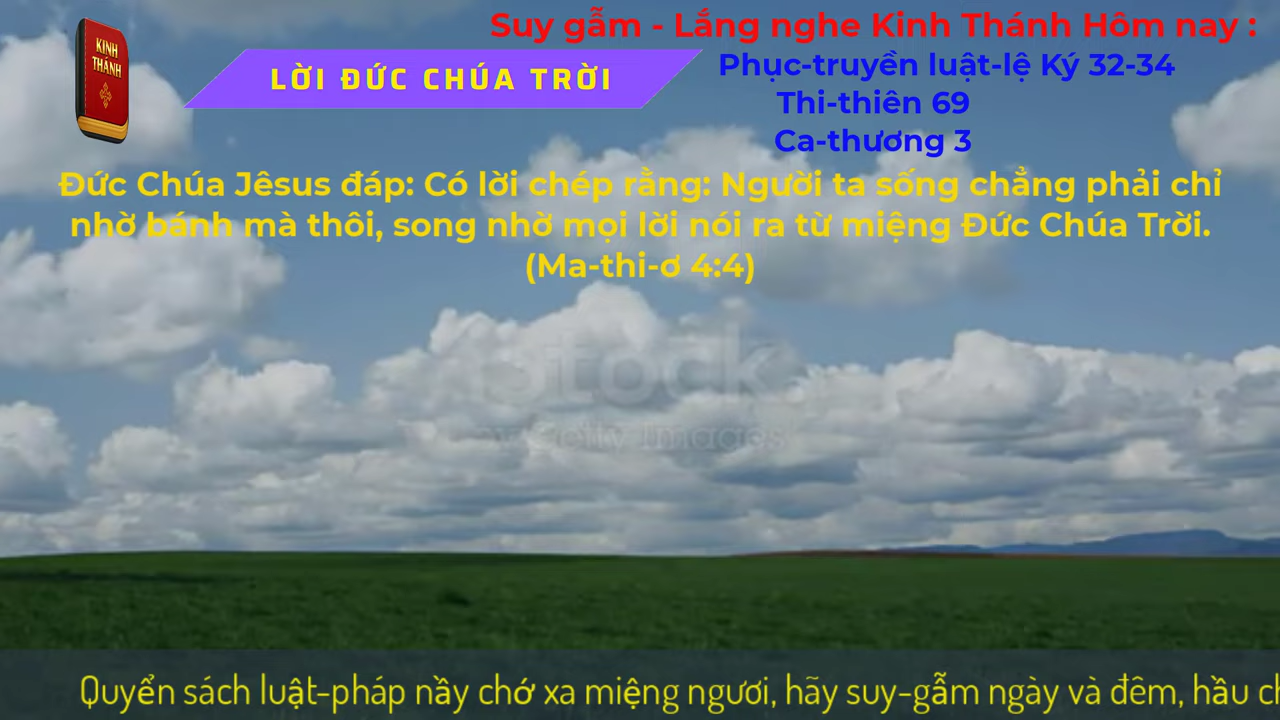 Suy gẫm - Lắng nghe Kinh Thánh Hôm nay :
KINH
THÁNH
LỜI ĐỨC CHÚA TRỜI
Phục-truyền luật-lệ Ký 32-34
Thi-thiên 69
Ca-thương 3
Đức Chúa Jêsus đáp: Có lời chép rằng: Người ta sống chẳng phải chỉ
nhờ bánh mà thôi, song nhờ mọi lời nói ra từ miệng Đức Chúa Trời.
(Ma-thi-ơ 4:4)
iStock
by Getty Images
Quyển sách luật-pháp nầy chớ xa miệng ngươi, hãy suy-gẫm ngày và đêm, hầu